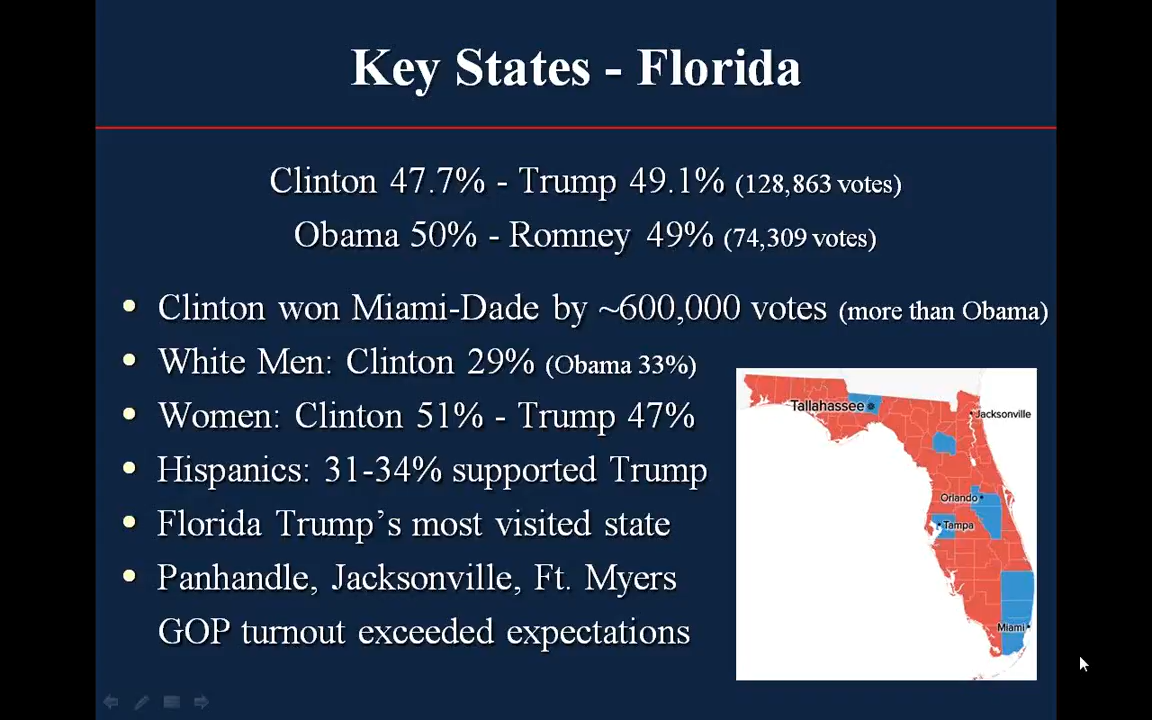 Key States - Florida
Clinton 47.7% - Trump 49.1% (128,863 votes)
Obama 50% - Romney 49% (74,309 votes)
• Clinton won Miami-Dade by ~600,000 votes (more than Obama)
• White Men: Clinton 29% (Obama 33%)
• Women: Clinton 51% - Trump 47%
• Hispanics: 31-34% supported Trump
• Florida Trump’s most visited state
• Panhandle, Jacksonville, Ft. Myers
GOP turnout exceeded expectations
Tallahassee
Jacksonville
Orlando
Tampa
Miami